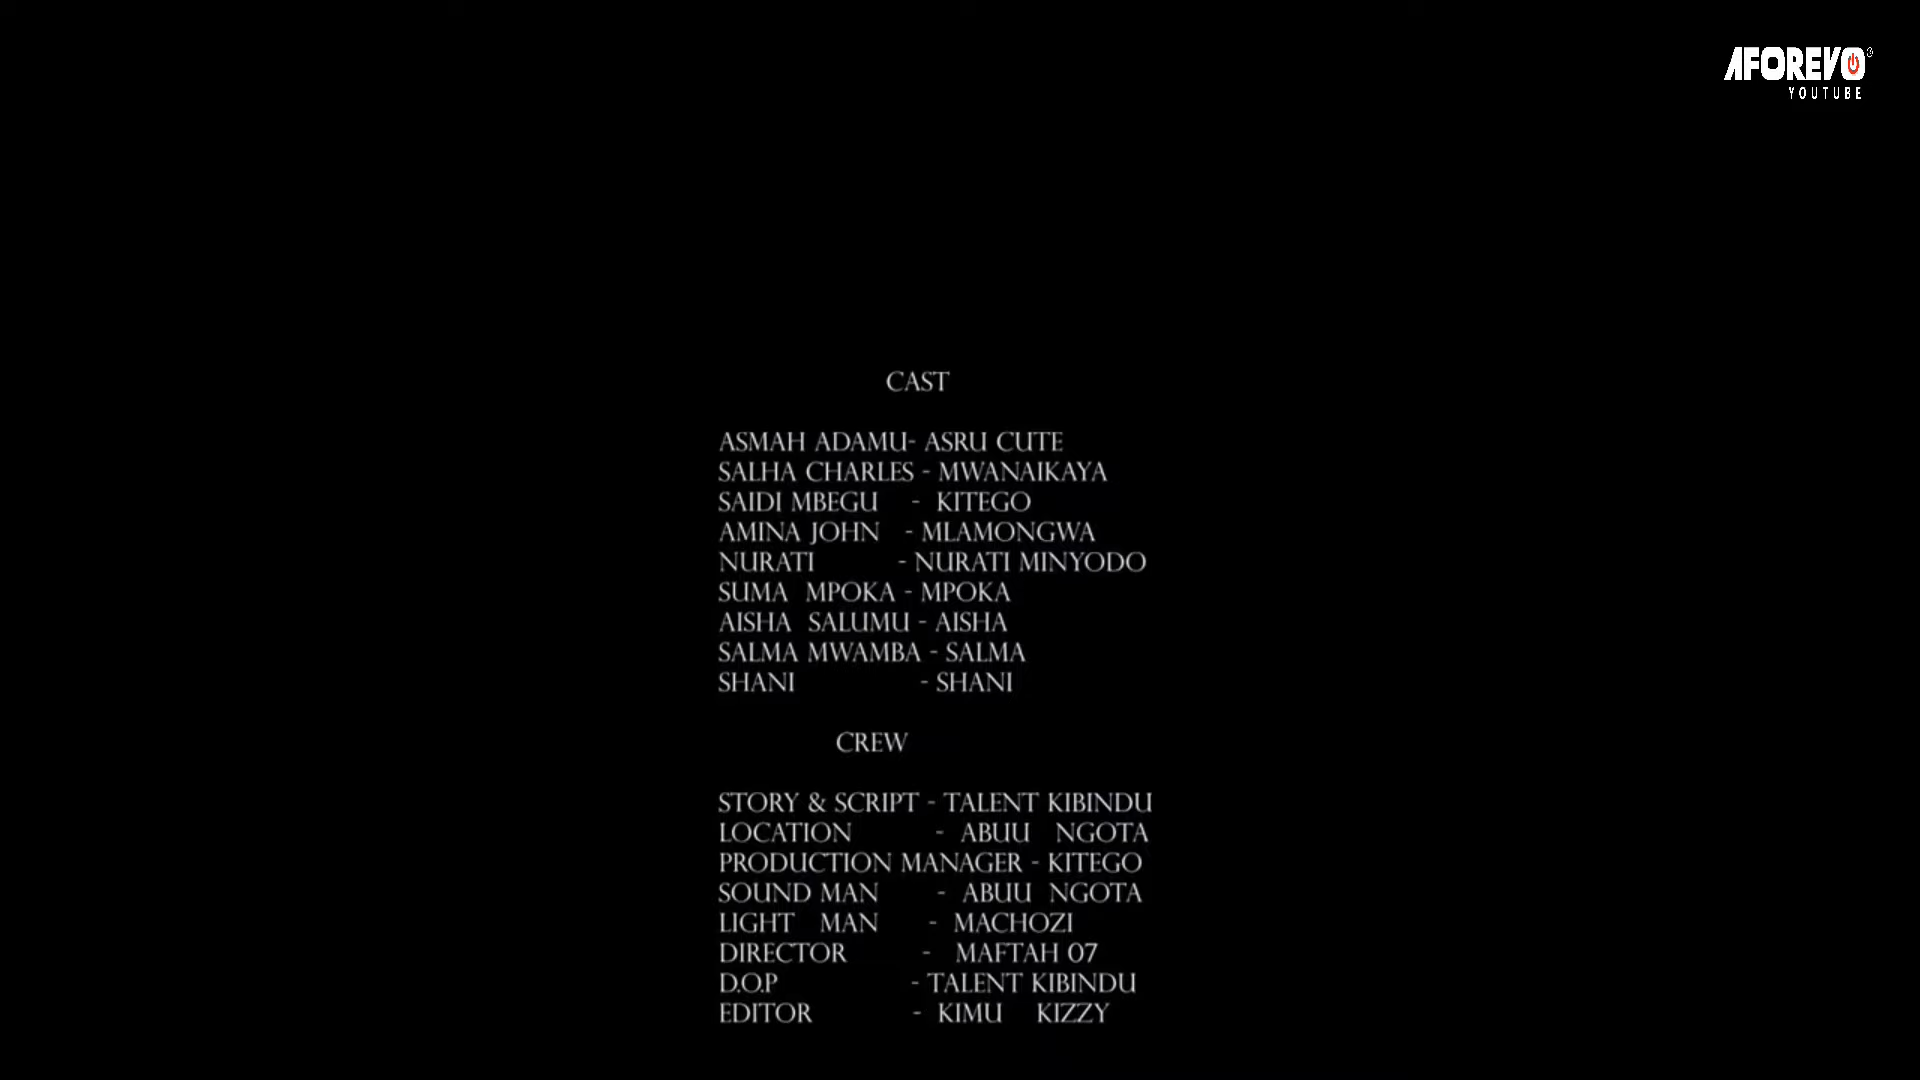 AFOREVO
YOUTUBE
CAST
ASMAH ADAMU- ASRU CUTE
SALHA CHARLES - MWANAIKAYA
SAIDI MBEGU - KITEGO
AMINA JOHN - MLAMONGWA
NURATI - NURATI MINYODO
SUMA MPOKA - MPOKA
AISHA SALUMU - AISHA
SALMA MWAMBA - SALMA
SHANI - SHANI
CREW
STORY & SCRIPT - TALENT KIBINDU
LOCATION - ABUU NGOTA
PRODUCTION MANAGER - KITEGO
SOUND MAN - ABUU NGOTA
LIGHT MAN - MACHOZI
DIRECTOR - MAFTAH 07
D.O.P - TALENT KIBINDU
EDITOR - KIMU KIZZY